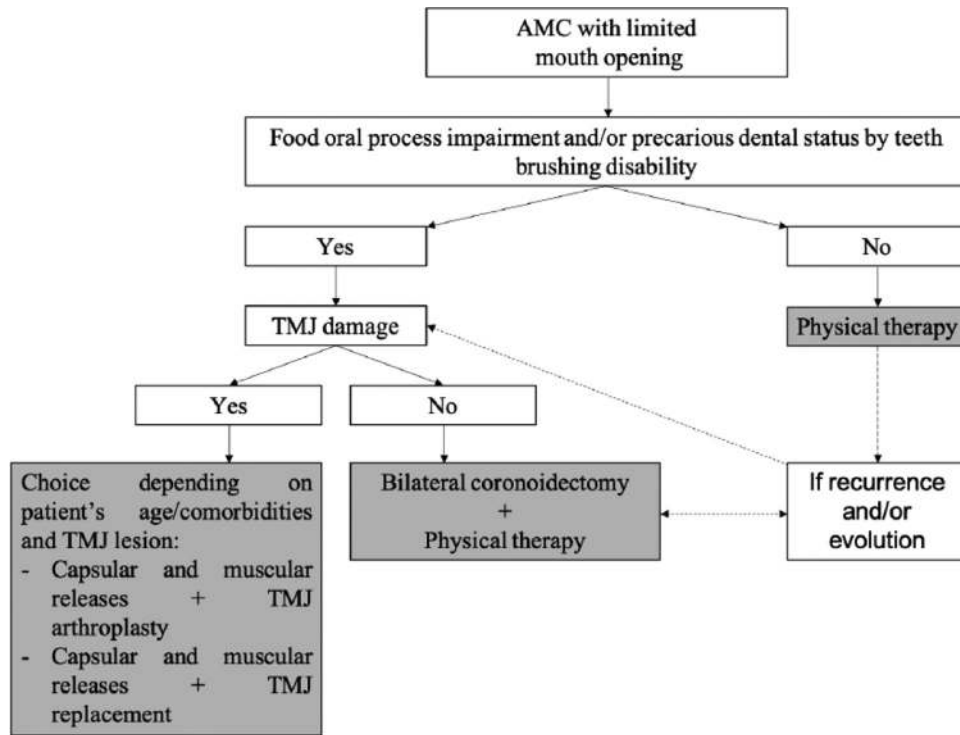 AMC with limited
mouth opening
Food oral process impairment and/or precarious dental status by teeth
brushing disability
Yes
No
TMJ damage
Physical therapy
Yes
No
Choice depending on
patient's age/comorbidities
and TMJ lesion:
- Capsular and muscular
releases + TMJ
arthroplasty
- Capsular and muscular
releases + TMJ
replacement
Bilateral coronoidectomy
+
Physical therapy
If recurrence
and/or
evolution